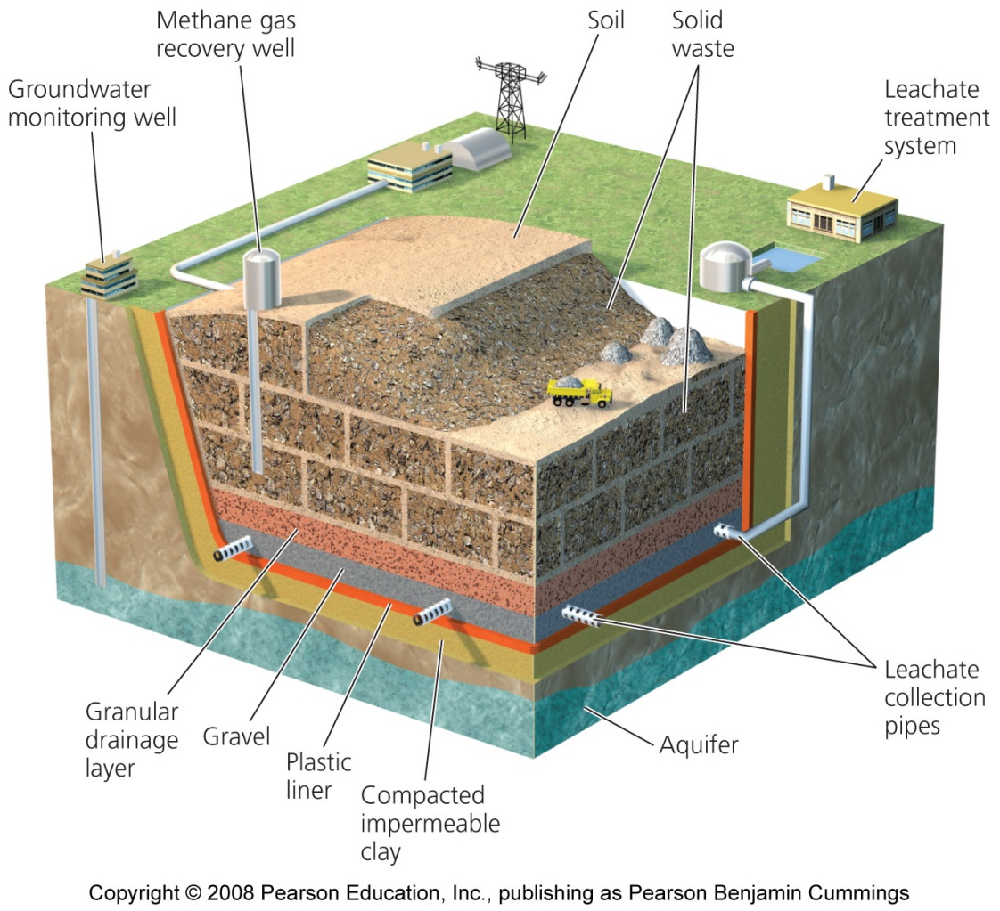 Methane gas
recovery well
Soil
Solid
waste
Groundwater
monitoring well
Leachate
treatment
system
Granular
drainage
layer
Gravel
Plastic
liner
Compacted
impermeable
clay
Aquifer
Leachate
collection
pipes
Copyright © 2008 Pearson Education, Inc., publishing as Pearson Benjamin Cummings